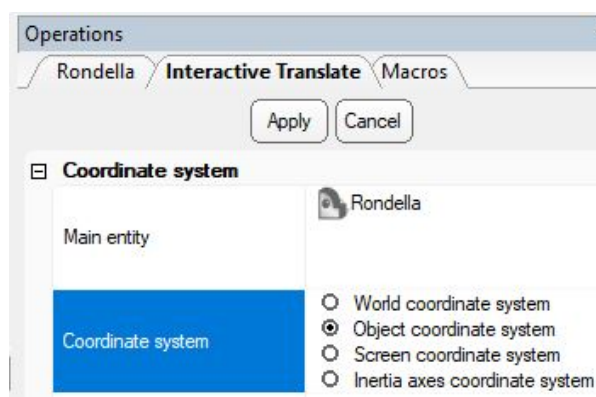 Operations
Rondella Interactive Translate Macros
Apply Cancel
Coordinate system
Rondella
Main entity
World coordinate system
Object coordinate system
Coordinate system
Screen coordinate system
Inertia axes coordinate system